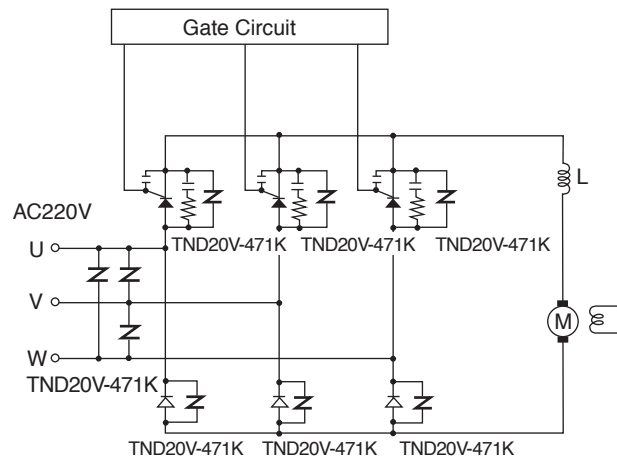 Gate Circuit
L
AC220V
TND20V-471K TND20V-471K TND20V-471K
U
V
M
W
TND20V-471K
TND20V-471K TND20V-471K TND20V-471K